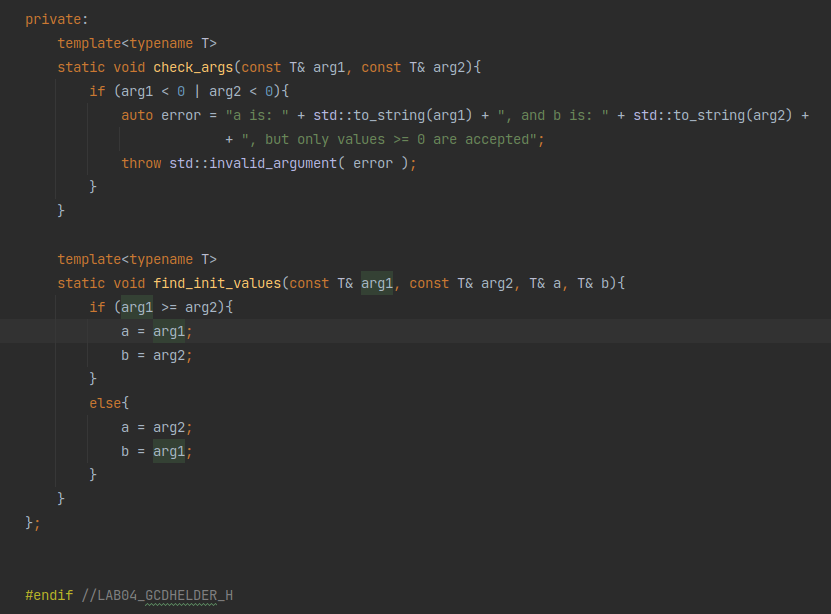 private:
    template<typename T>
    static void check_args(const T& arg1, const T& arg2){
        if (arg1 < 0 | arg2 < 0){
            auto error = "a is: " + std::to_string(arg1) + ", and b is: " + std::to_string(arg2) +
                         + ", but only values >= 0 are accepted";
            throw std::invalid_argument( error );
        }
    }

    template<typename T>
    static void find_init_values(const T& arg1, const T& arg2, T& a, T& b){
        if (arg1 >= arg2){
            a = arg1;
            b = arg2;
        }
        else{
            a = arg2;
            b = arg1;
        }
    }
};

#endif //LAB04_GCDHELDER_H